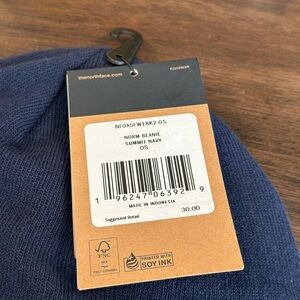 thenorthface.com
NF0A5FW18K2 OS
NORM BEANIE
SUMMIT NAVY
OS
1 96247 06392 9
MADE IN INDONESIA
Suggested Retail 30.00
FSC
PRINTED WITH
SOY INK